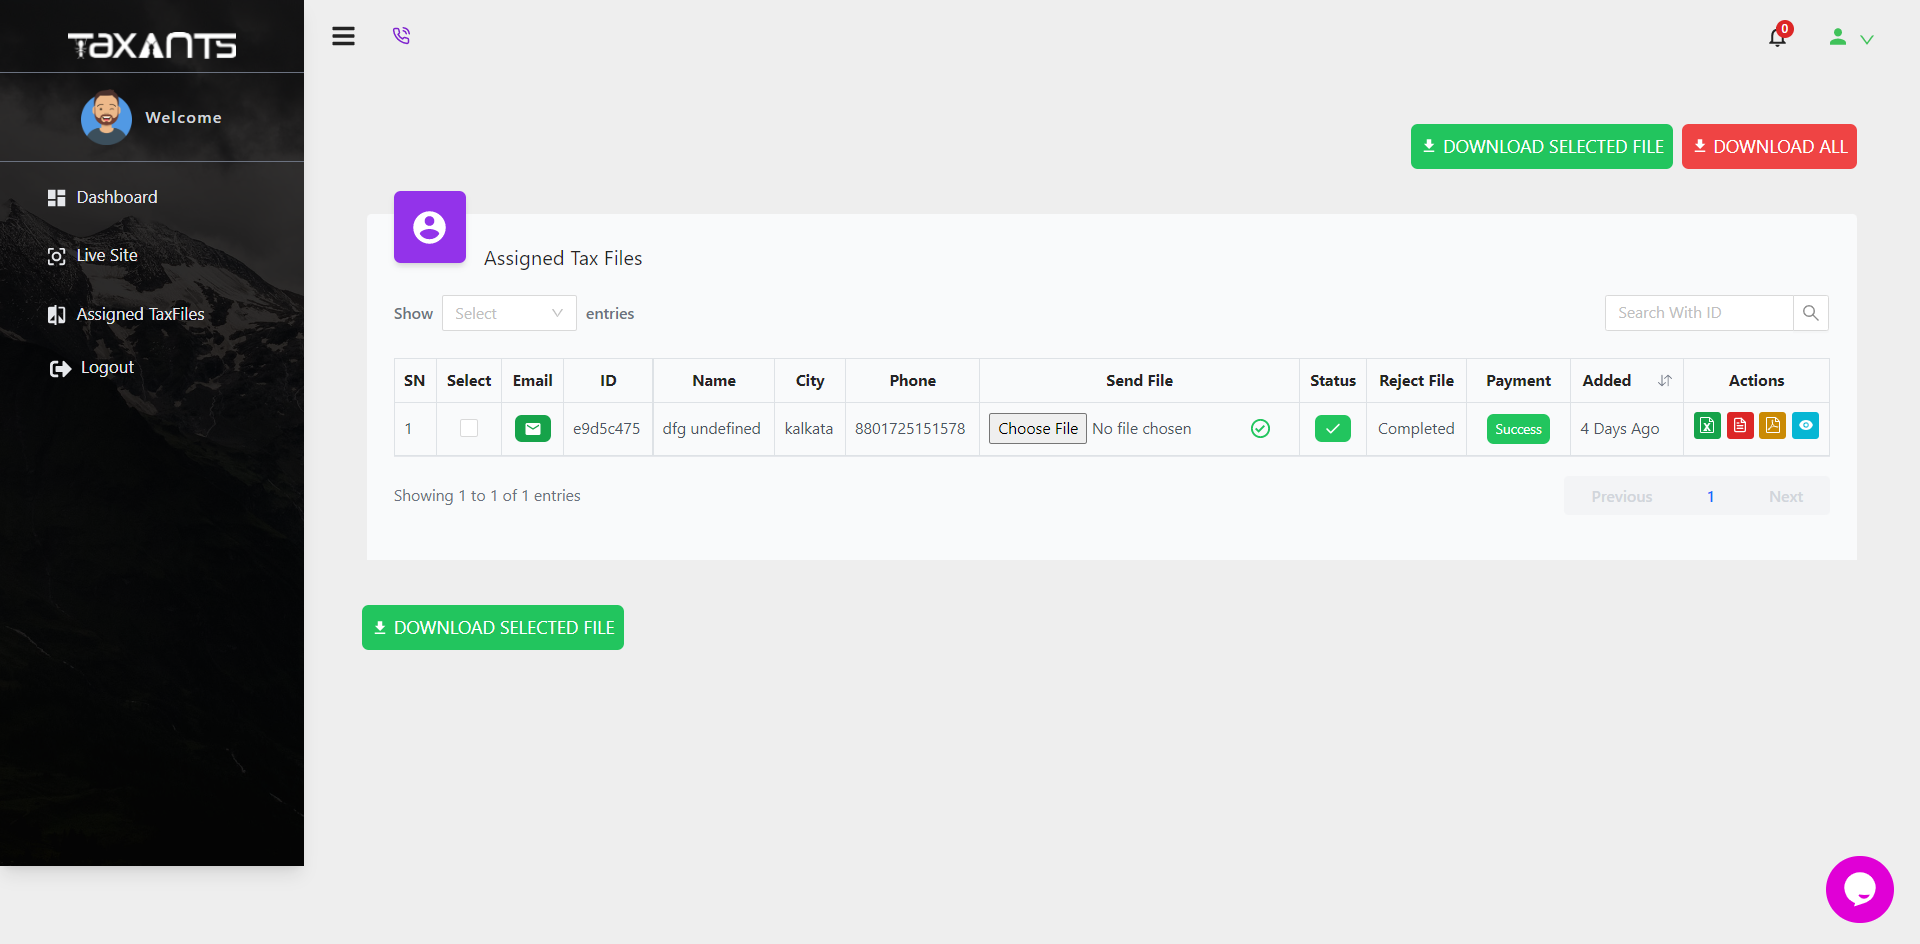 TAXANTS
Welcome
Dashboard
Live Site
Assigned TaxFiles
Logout
0
DOWNLOAD SELECTED FILE
DOWNLOAD ALL
Assigned Tax Files
Show Select entries
Search With ID
SN Select Email ID Name City Phone Send File Status Reject File Payment Added Actions
1 e9d5c475 dfg undefined kalkata 8801725151578 Choose File No file chosen Completed Success 4 Days Ago
Showing 1 to 1 of 1 entries
Previous 1 Next
DOWNLOAD SELECTED FILE